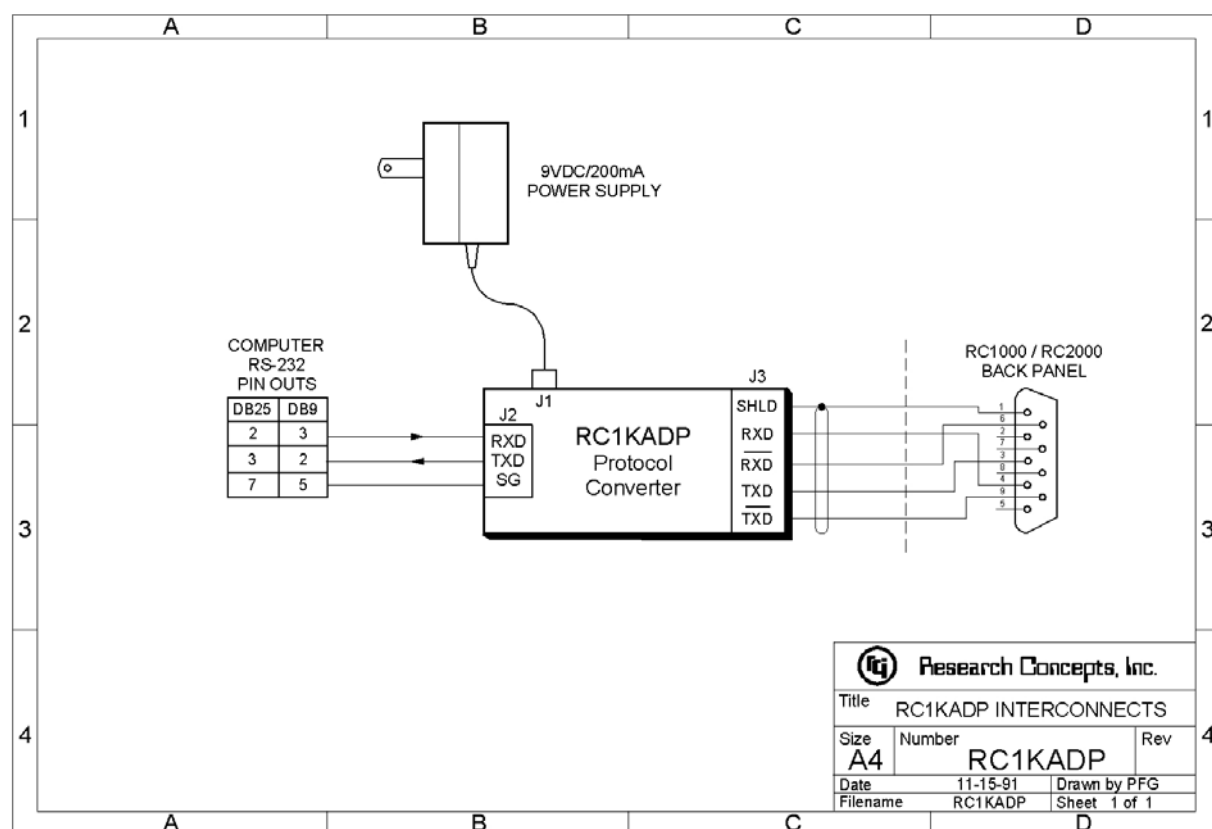 A B C D
1 1
9VDC/200mA
POWER SUPPLY
2 2
COMPUTER
RS-232
PIN OUTS
DB25 DB9
2 3
3 2
7 5
J1
J2
RXD
TXD
SG
RC1KADP
Protocol
Converter
J3
SHLD
RXD
RXD
TXD
TXD
RC1000 / RC2000
BACK PANEL
1
6
2
7
3
8
4
9
5
3 3
4 4
rci Research Concepts, Inc.
Title RC1KADP INTERCONNECTS
Size A4 Number RC1KADP Rev
Date 11-15-91 Drawn by PFG
Filename RC1KADP Sheet 1 of 1
A B C D